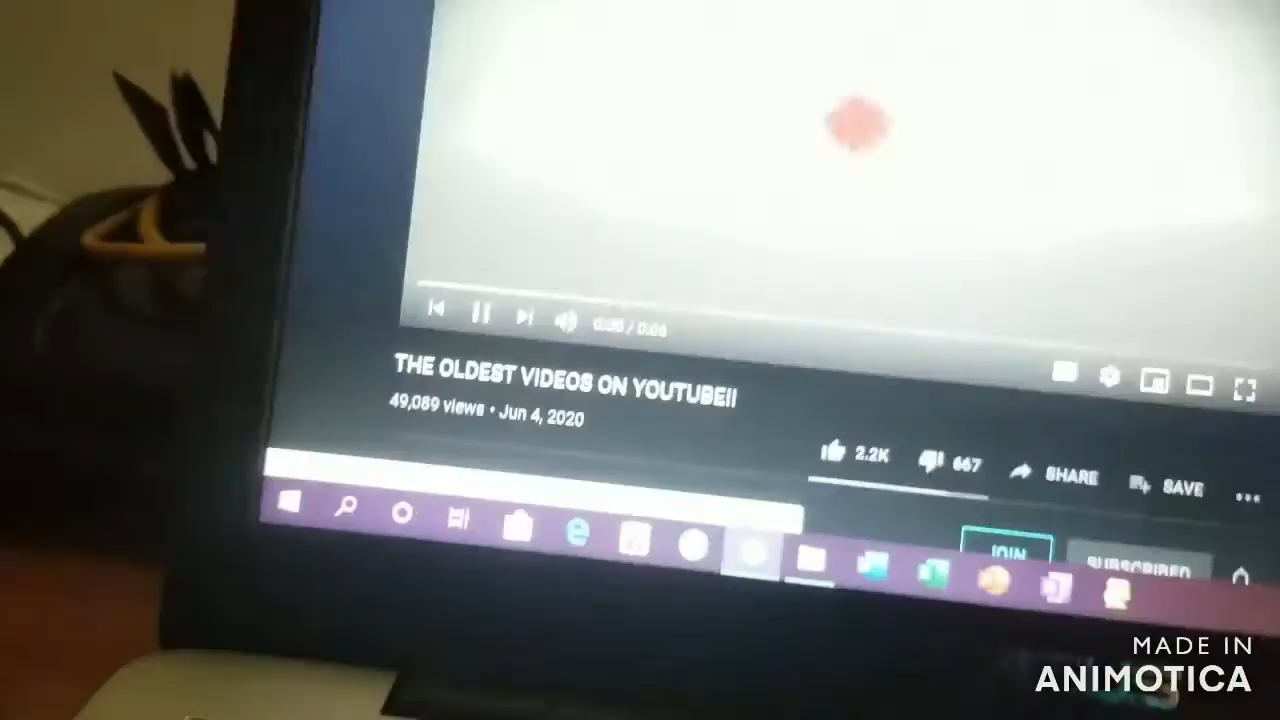 THE OLDEST VIDEOS ON YOUTUBE!!
49,089 views • Jun 4, 2020
2.2K 667 SHARE SAVE
JOIN SUBSCRIBED
MADE IN
ANIMOTICA